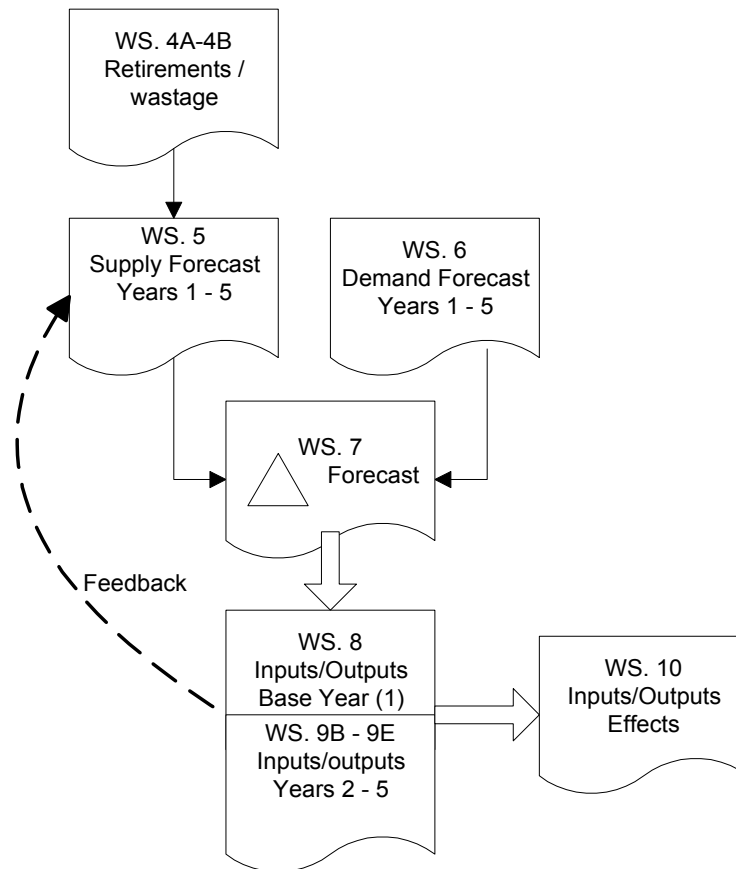 WS. 4A-4B
Retirements /
wastage
WS. 5
Supply Forecast
Years 1 - 5
WS. 6
Demand Forecast
Years 1 - 5
WS. 7
Forecast
Feedback
WS. 8
Inputs/Outputs
Base Year (1)
WS. 9B - 9E
Inputs/outputs
Years 2 - 5
WS. 10
Inputs/Outputs
Effects